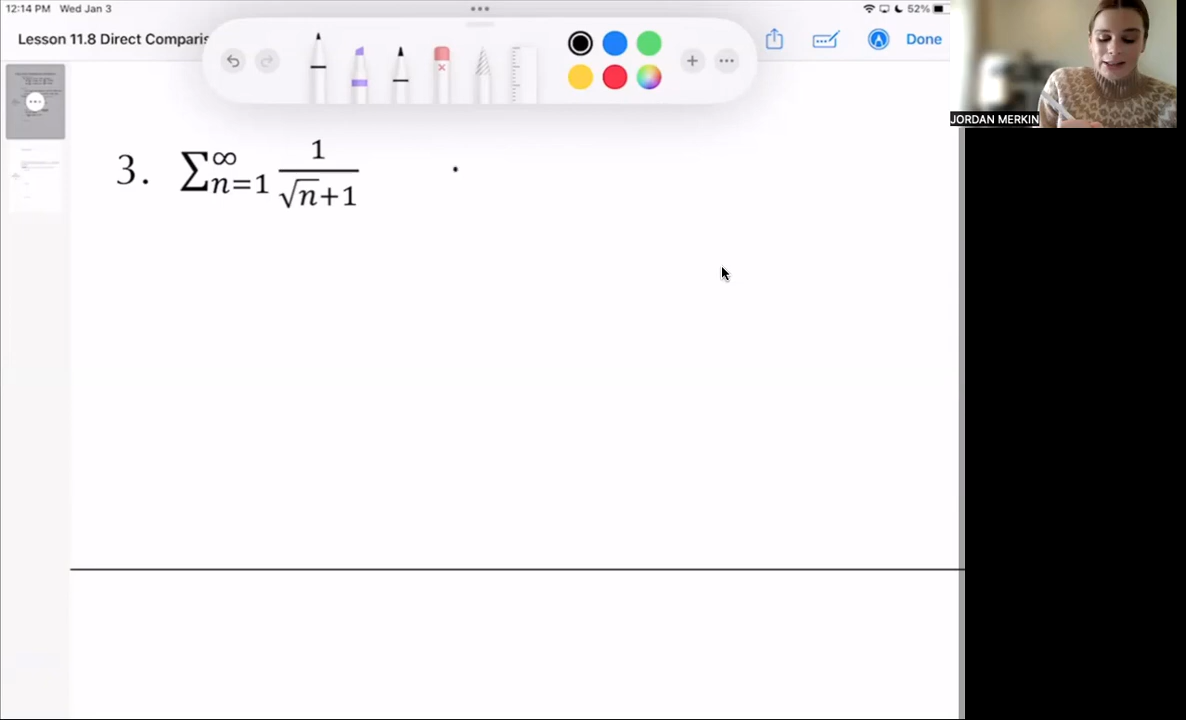 12:14 PM Wed Jan 3
52%
Lesson 11.8 Direct Comparis
Done
JORDAN MERKIN
3. ∑_{n=1}^{∞} 1/(√n+1)